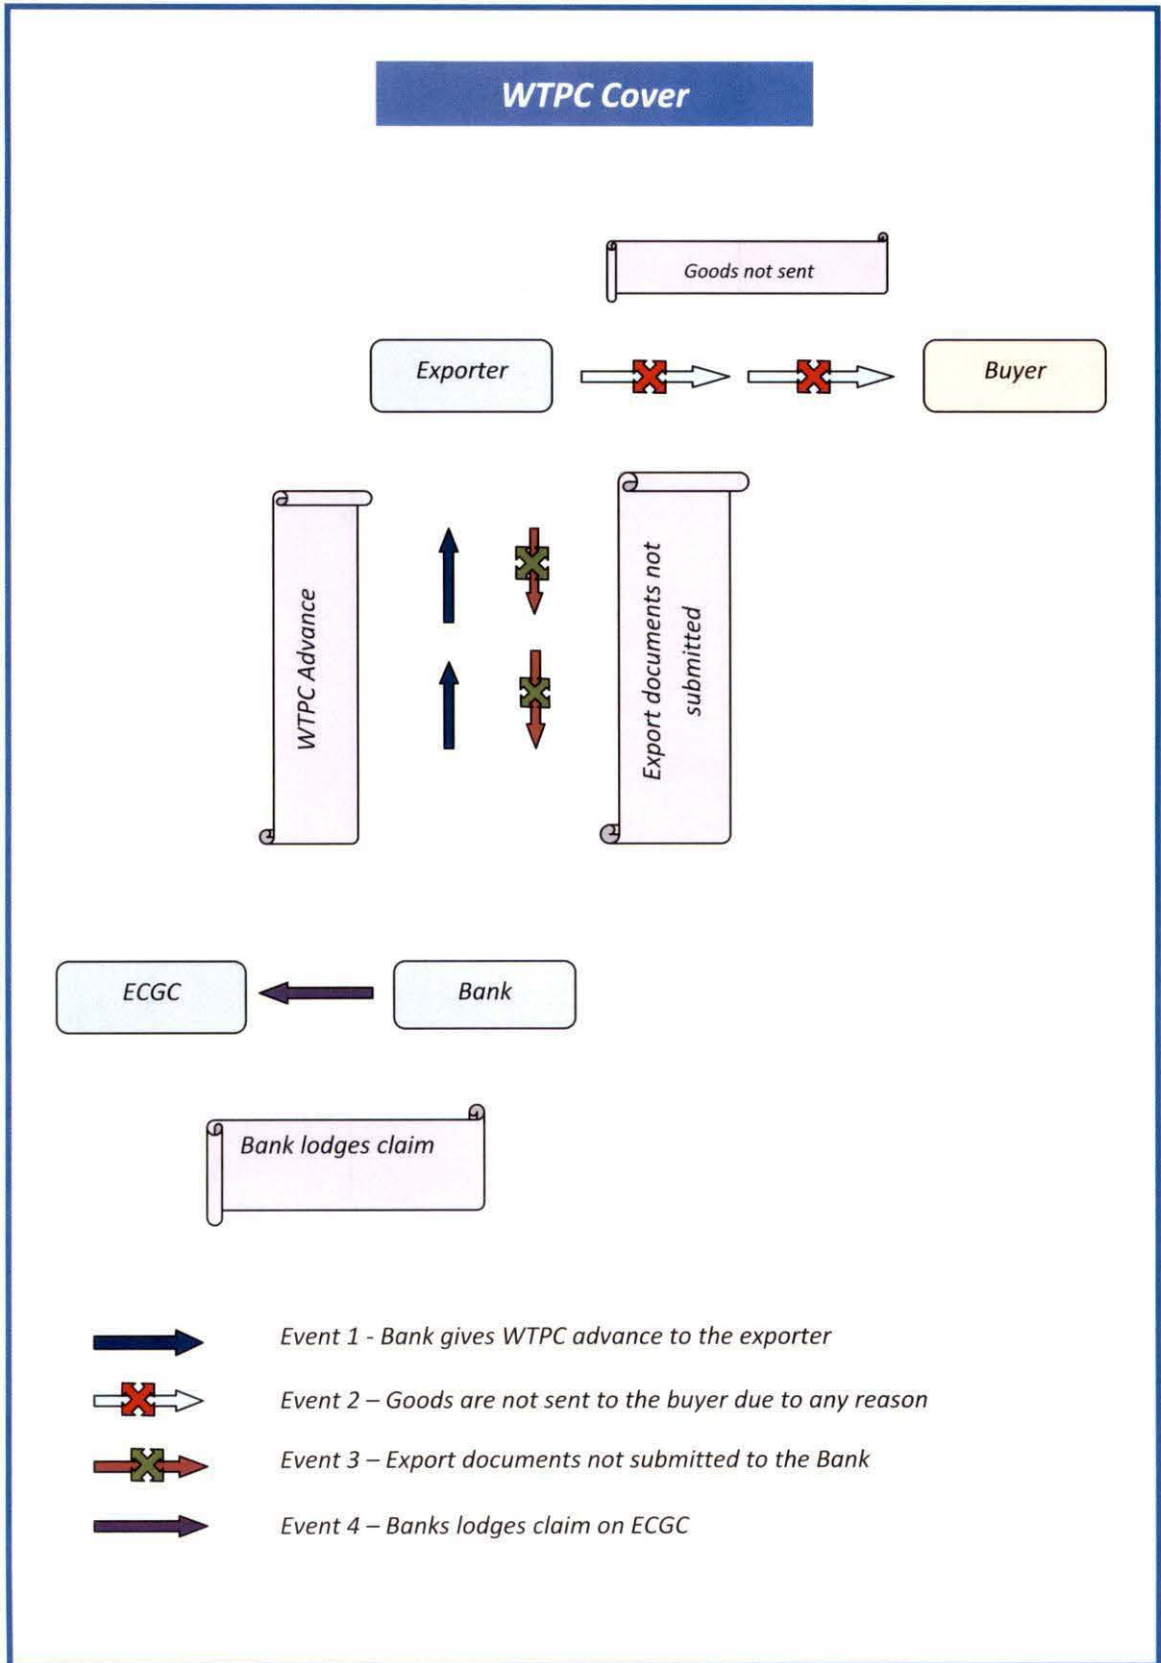 WTPC Cover
Goods not sent
Exporter
Buyer
WTPC Advance
Export documents not
submitted
ECGC
Bank
Bank lodges claim
Event 1 - Bank gives WTPC advance to the exporter
Event 2 – Goods are not sent to the buyer due to any reason
Event 3 – Export documents not submitted to the Bank
Event 4 – Banks lodges claim on ECGC